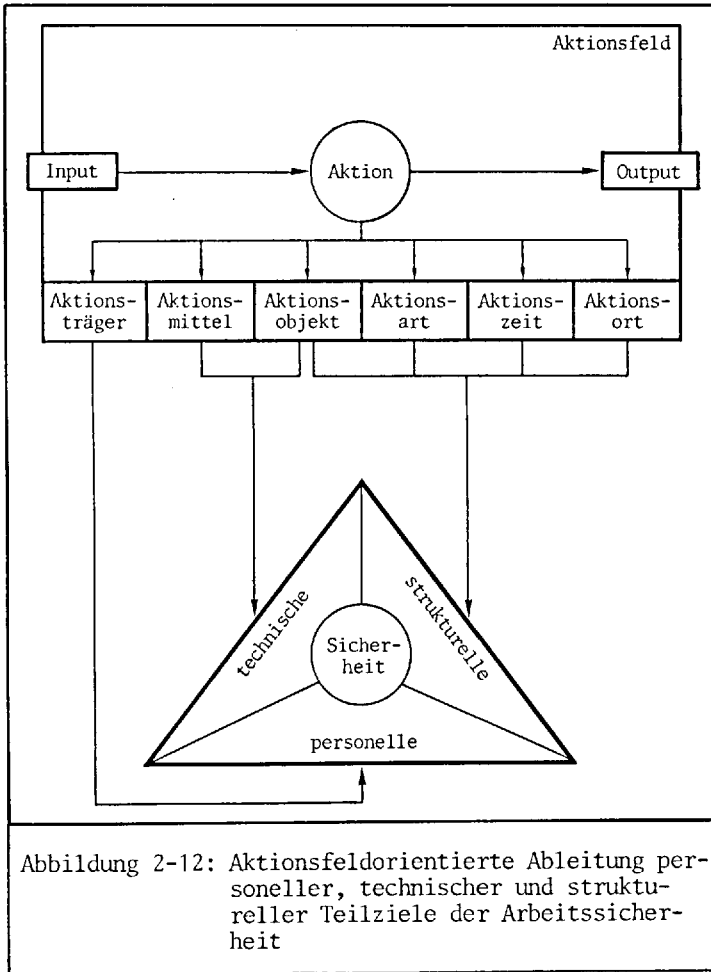 Aktionsfeld
Input
Aktion
Output
Aktions-
träger
Aktions-
mittel
Aktions-
objekt
Aktions-
art
Aktions-
zeit
Aktions-
ort
technische
strukturelle
Sicher-
heit
personelle
Abbildung 2-12: Aktionsfeldorientierte Ableitung per-
soneller, technischer und struktu-
reller Teilziele der Arbeitssicher-
heit